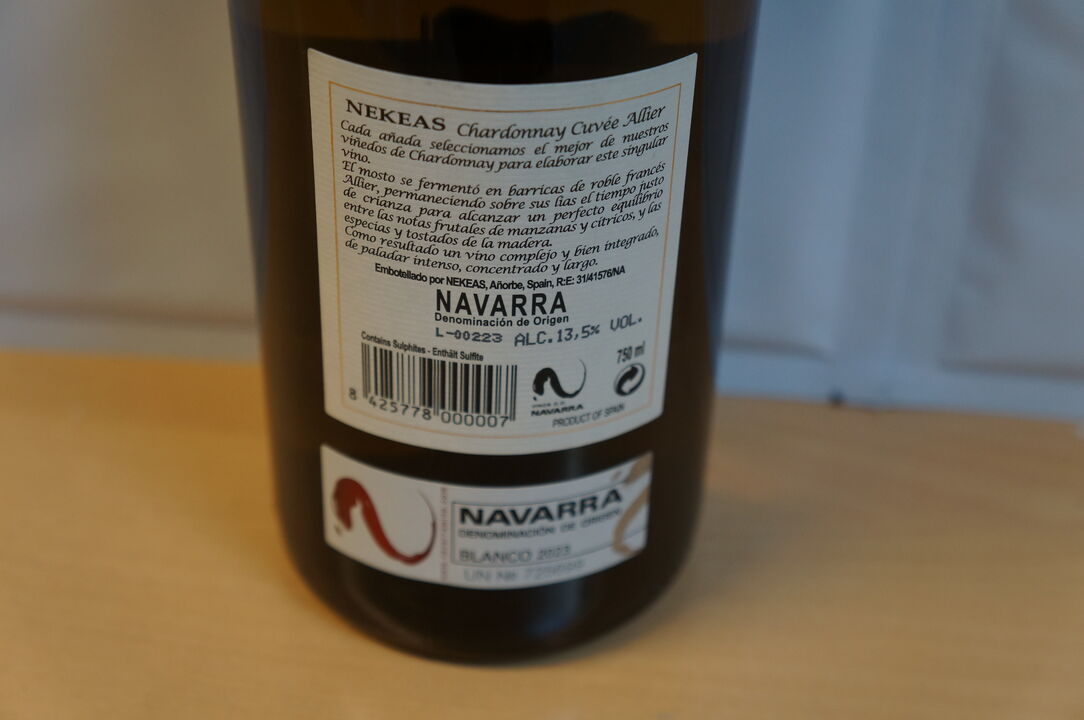 NEKEAS Chardonnay Cuvée Allier
Cada añada seleccionamos el mejor de nuestros
viñedos de Chardonnay para elaborar este singular
vino.
El mosto se fermentó en barricas de roble francés
Allier, permaneciendo sobre sus lias el tiempo justo
de crianza para alcanzar un perfecto equilibrio
entre las notas frutales de manzanas y cítricos, y las
especias y tostados de la madera.
Como resultado un vino complejo y bien integrado,
de paladar intenso, concentrado y largo.
Embotellado por NEKEAS, Añorbe, Spain, R.E: 31/41576/NA
NAVARRA
Denominación de Origen
L-00223 ALC.13,5% VOL.
Contains Sulphites - Enthält Sulfite
750 ml
8 425778 000007
NAVARRA
PRODUCT OF SPAIN
NAVARRA
DENOMINACIÓN DE ORIGEN
BLANCO 2023
UN Nº